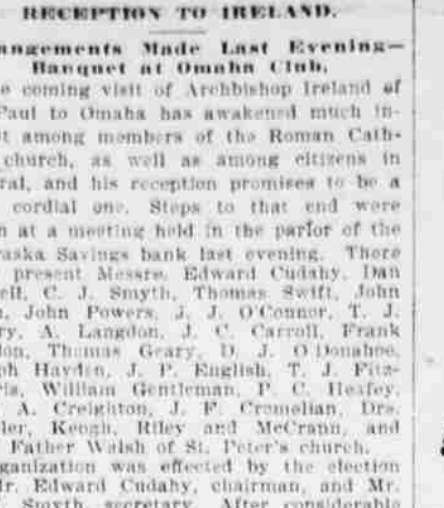 RECEPTION TO IRELAND.
angements Made Last Evening—
Banquet at Omaha Club.
e coming visit of Archbishop Ireland of
Paul to Omaha has awakened much in-
t among members of the Roman Cath-
church, as well as among citizens in
ral, and his reception promises to be a
cordial one. Steps to that end were
n at a meeting held in the parlor of the
raska Savings bank last evening. There
present Messrs. Edward Cudahy, Dan
ell, C. J. Smyth, Thomas Swift, John
, John Powers, J. J. O'Connor, T. J.
ry, A. Langdon, J. C. Carroll, Frank
lon, Thomas Geary, D. J. O'Donahoe,
ph Hayden, J. P. English, T. J. Fitz-
ris, William Gentleman, P. C. Heafey,
A. Creighton, J. F. Cromelian, Drs.
ler, Keogh, Riley and McCrann, and
Father Walsh of St. Peter's church.
ganization was effected by the election
Mr. Edward Cudahy, chairman, and Mr.
Smyth, secretary. After considerable